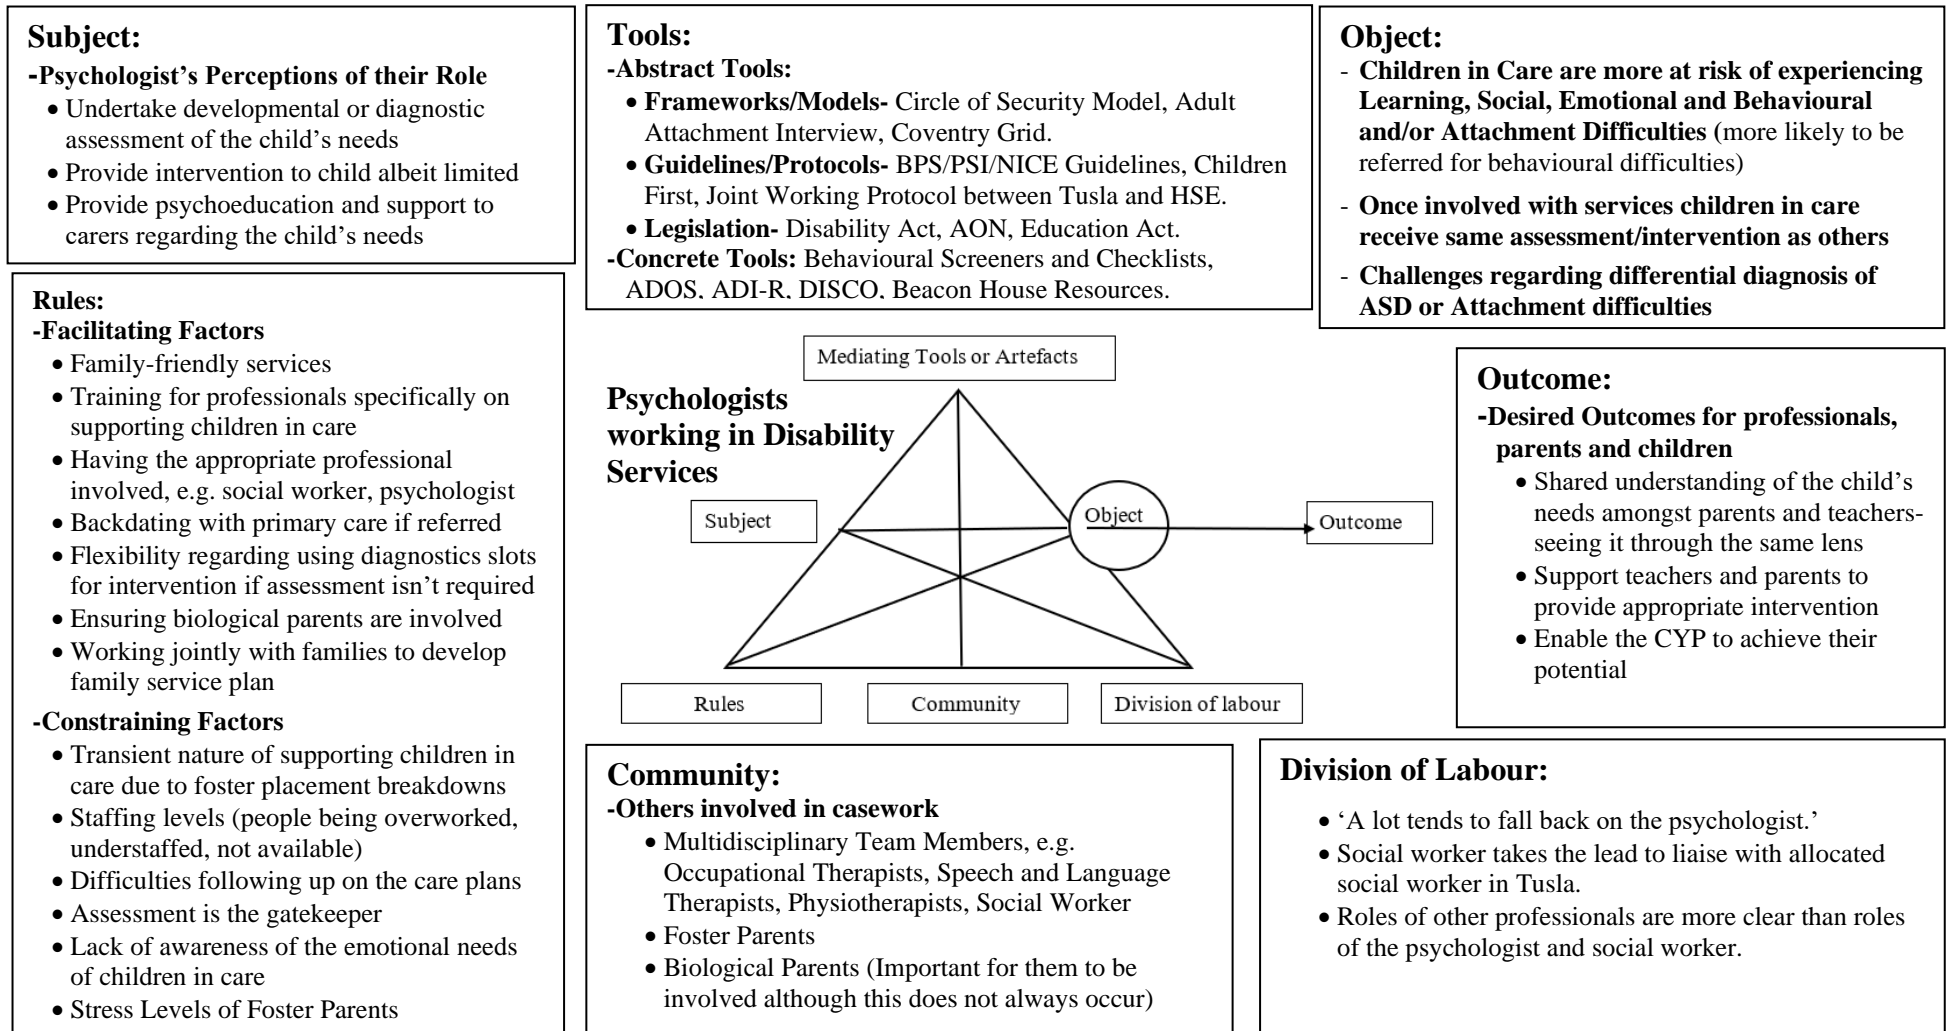 Subject:
-Psychologist's Perceptions of their Role
• Undertake developmental or diagnostic
assessment of the child's needs
• Provide intervention to child albeit limited
• Provide psychoeducation and support to
carers regarding the child's needs
Tools:
-Abstract Tools:
• Frameworks/Models- Circle of Security Model, Adult
Attachment Interview, Coventry Grid.
• Guidelines/Protocols- BPS/PSI/NICE Guidelines, Children
First, Joint Working Protocol between Tusla and HSE.
• Legislation- Disability Act, AON, Education Act.
-Concrete Tools: Behavioural Screeners and Checklists,
ADOS, ADI-R, DISCO, Beacon House Resources.
Object:
- Children in Care are more at risk of experiencing
Learning, Social, Emotional and Behavioural
and/or Attachment Difficulties (more likely to be
referred for behavioural difficulties)
- Once involved with services children in care
receive same assessment/intervention as others
- Challenges regarding differential diagnosis of
ASD or Attachment difficulties
Rules:
-Facilitating Factors
• Family-friendly services
• Training for professionals specifically on
supporting children in care
• Having the appropriate professional
involved, e.g. social worker, psychologist
• Backdating with primary care if referred
• Flexibility regarding using diagnostics slots
for intervention if assessment isn't required
• Ensuring biological parents are involved
• Working jointly with families to develop
family service plan
-Constraining Factors
• Transient nature of supporting children in
care due to foster placement breakdowns
• Staffing levels (people being overworked,
understaffed, not available)
• Difficulties following up on the care plans
• Assessment is the gatekeeper
• Lack of awareness of the emotional needs
of children in care
• Stress Levels of Foster Parents
Mediating Tools or Artefacts
Psychologists
working in Disability
Services
Subject
Object
Outcome
Rules
Community
Division of labour
Outcome:
-Desired Outcomes for professionals,
parents and children
• Shared understanding of the child's
needs amongst parents and teachers-
seeing it through the same lens
• Support teachers and parents to
provide appropriate intervention
• Enable the CYP to achieve their
potential
Community:
-Others involved in casework
• Multidisciplinary Team Members, e.g.
Occupational Therapists, Speech and Language
Therapists, Physiotherapists, Social Worker
• Foster Parents
• Biological Parents (Important for them to be
involved although this does not always occur)
Division of Labour:
• 'A lot tends to fall back on the psychologist.'
• Social worker takes the lead to liaise with allocated
social worker in Tusla.
• Roles of other professionals are more clear than roles
of the psychologist and social worker.